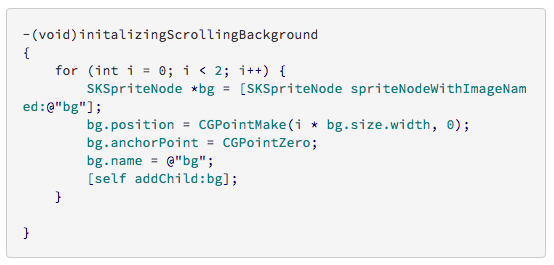 -(void)initalizingScrollingBackground
{
    for (int i = 0; i < 2; i++) {
        SKSpriteNode *bg = [SKSpriteNode spriteNodeWithImageNam
ed:@"bg"];
        bg.position = CGPointMake(i * bg.size.width, 0);
        bg.anchorPoint = CGPointZero;
        bg.name = @"bg";
        [self addChild:bg];
    }

}